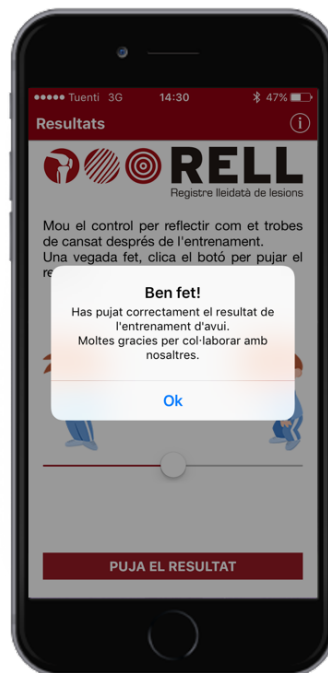 Tuenti 3G 14:30 47%
Resultats
RELL
Registre lleidatà de lesions
Mou el control per reflectir com et trobes
de cansat després de l'entrenament.
Una vegada fet, clica el botó per pujar el
Ben fet!
Has pujat correctament el resultat de
l'entrenament d'avui.
Moltes gracies per col·laborar amb
nosaltres.
Ok
PUJA EL RESULTAT